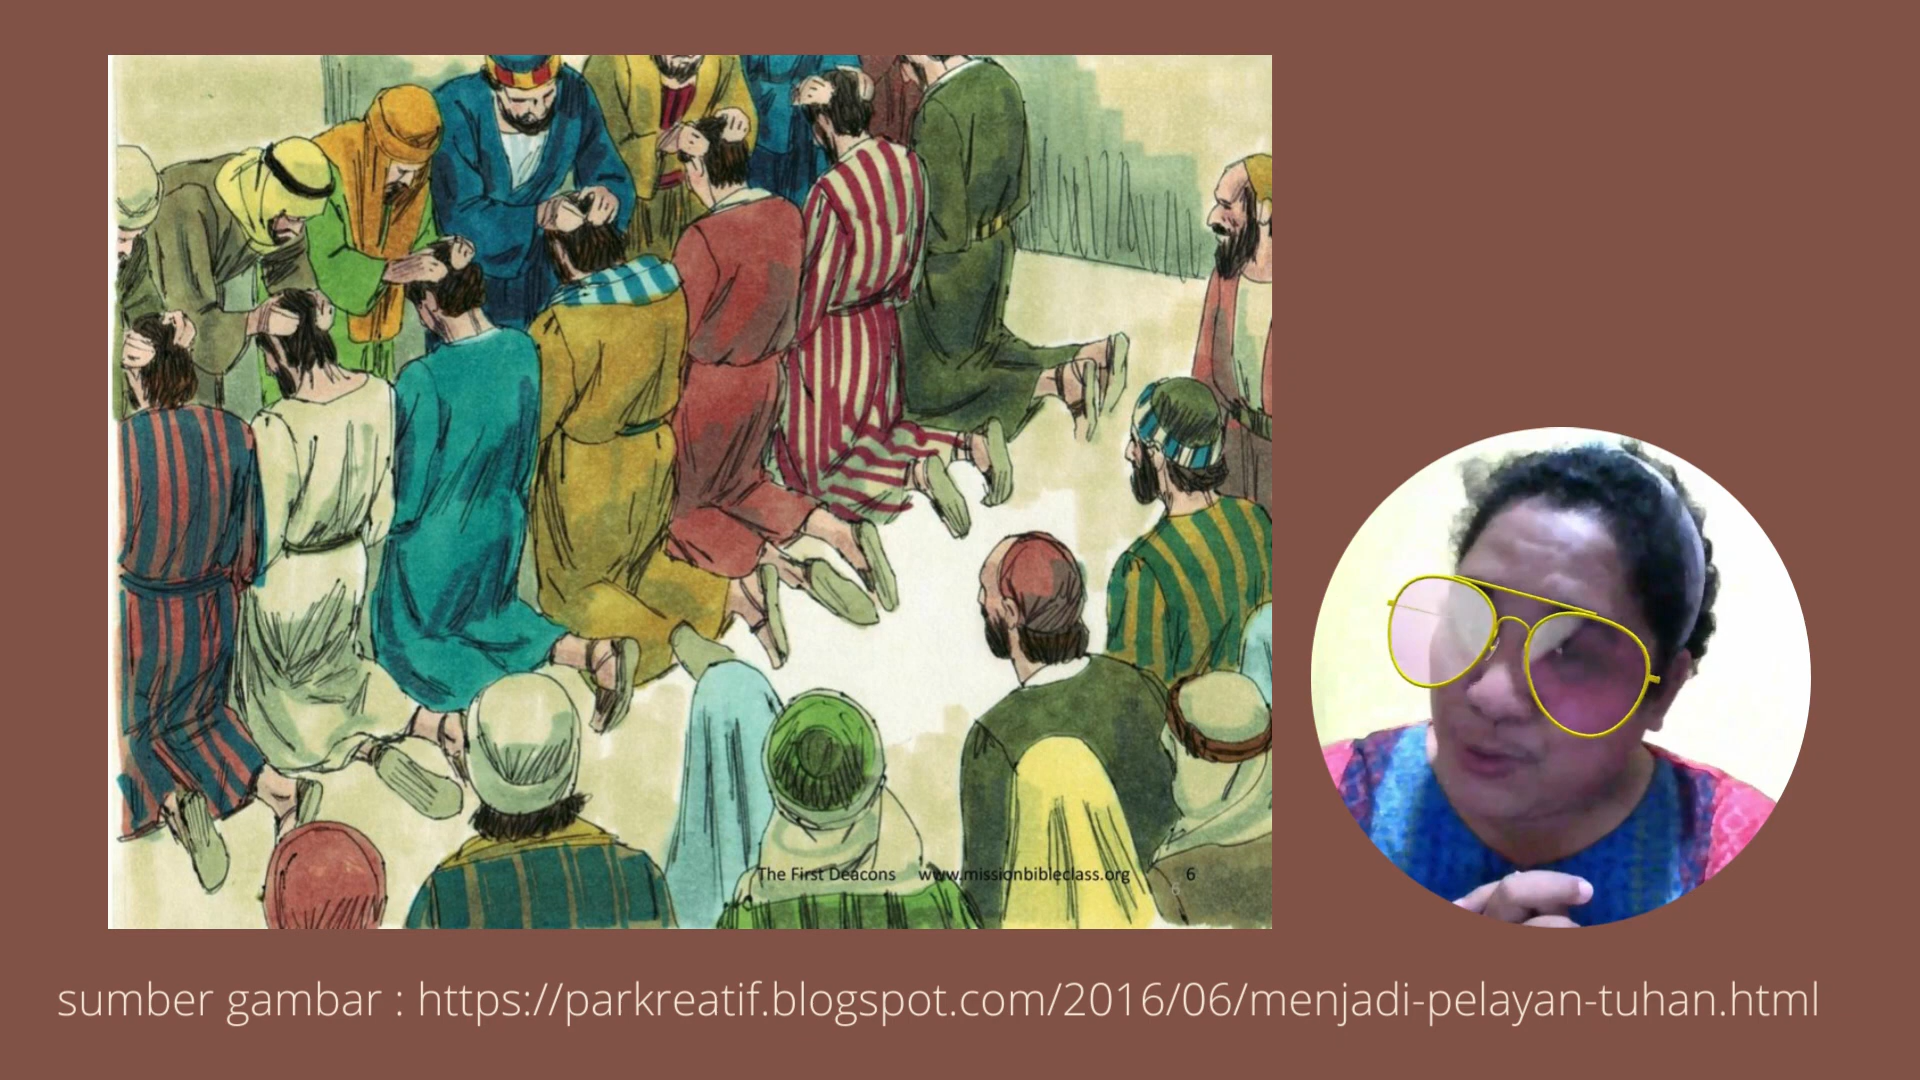 The First Deacons www.missionbibleclass.org 6
sumber gambar : https://parkreatif.blogspot.com/2016/06/menjadi-pelayan-tuhan.html